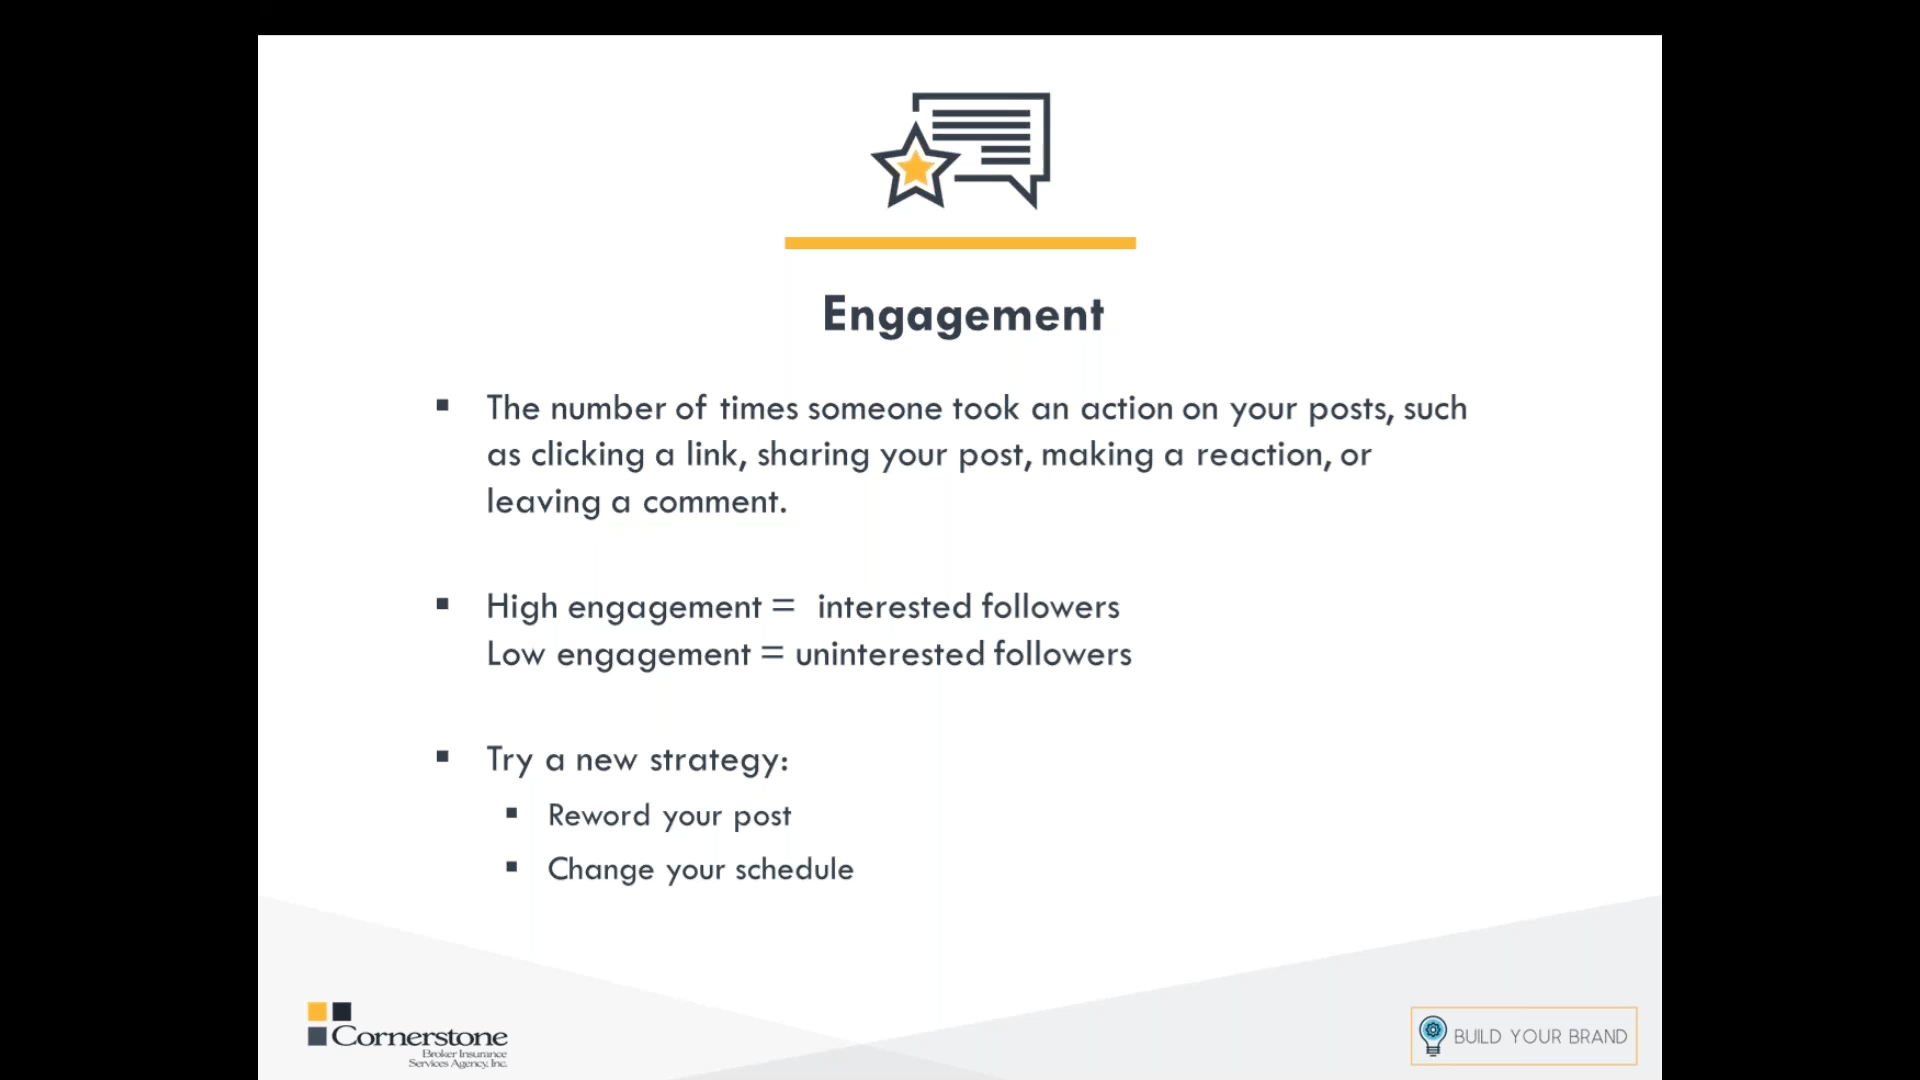 Engagement
▪ The number of times someone took an action on your posts, such
as clicking a link, sharing your post, making a reaction, or
leaving a comment.
▪ High engagement =  interested followers
Low engagement = uninterested followers
▪ Try a new strategy:
▪ Reword your post
▪ Change your schedule
Cornerstone
Broker Insurance
Services Agency, Inc.
BUILD YOUR BRAND